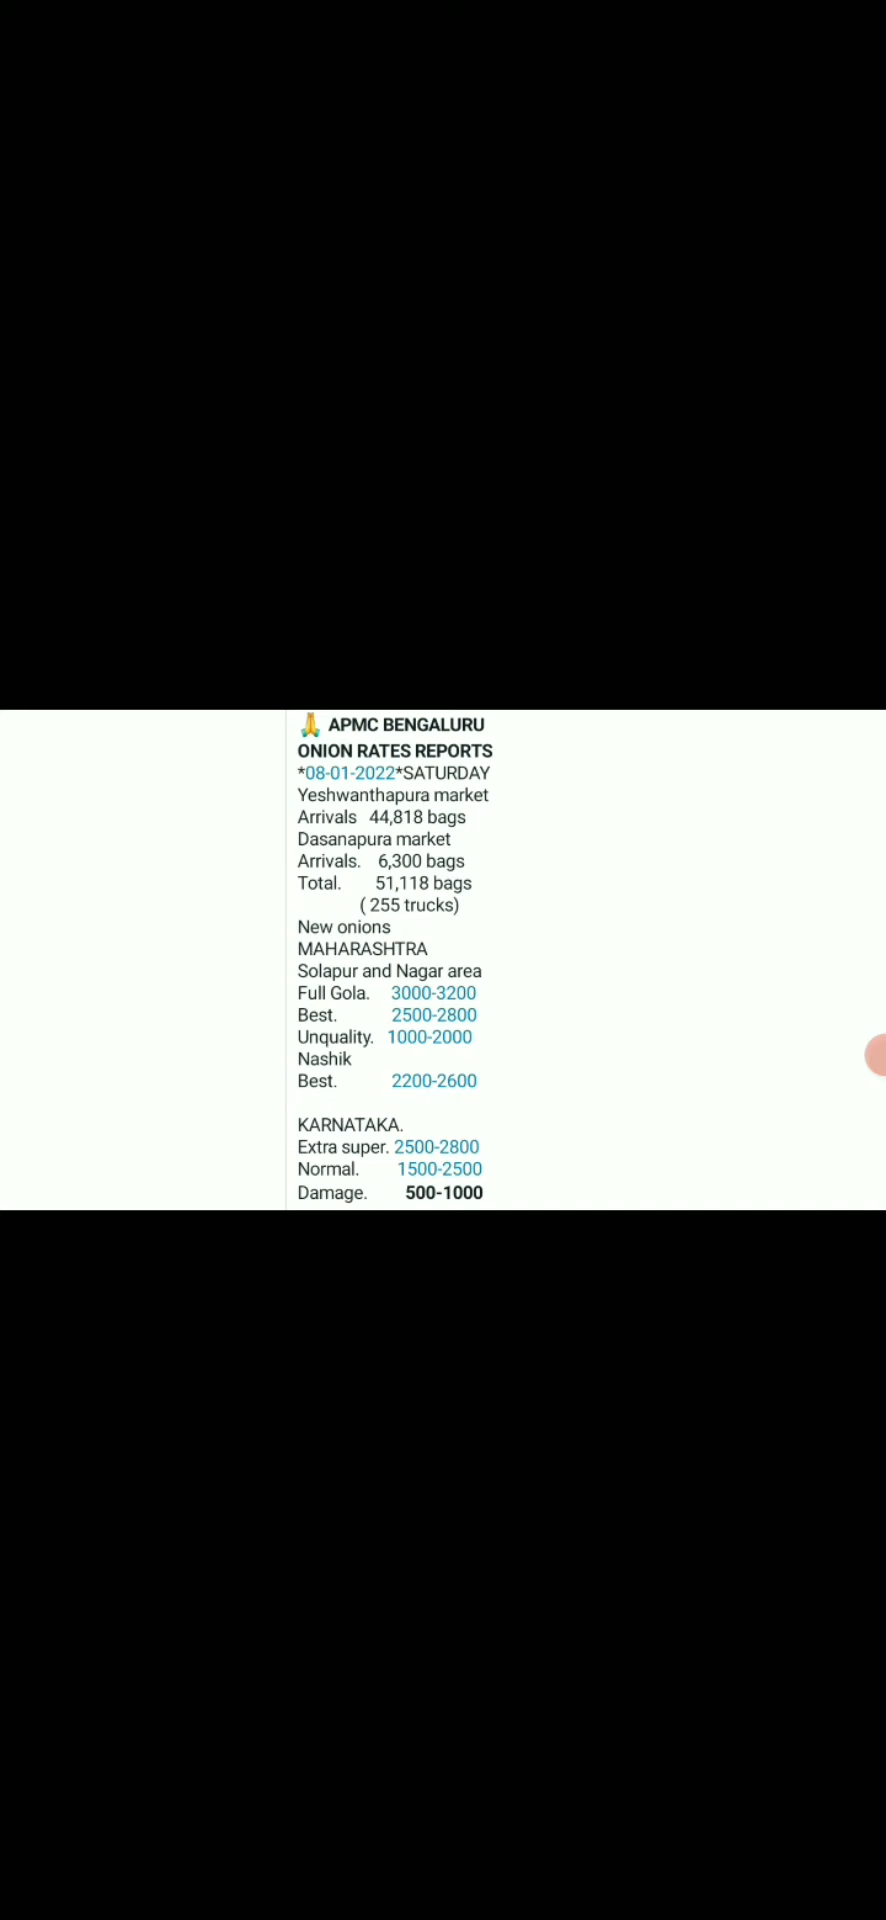 🙏 APMC BENGALURU
ONION RATES REPORTS
*08-01-2022*SATURDAY
Yeshwanthapura market
Arrivals 44,818 bags
Dasanapura market
Arrivals. 6,300 bags
Total. 51,118 bags
( 255 trucks)
New onions
MAHARASHTRA
Solapur and Nagar area
Full Gola. 3000-3200
Best. 2500-2800
Unquality. 1000-2000
Nashik
Best. 2200-2600
KARNATAKA.
Extra super. 2500-2800
Normal. 1500-2500
Damage. 500-1000